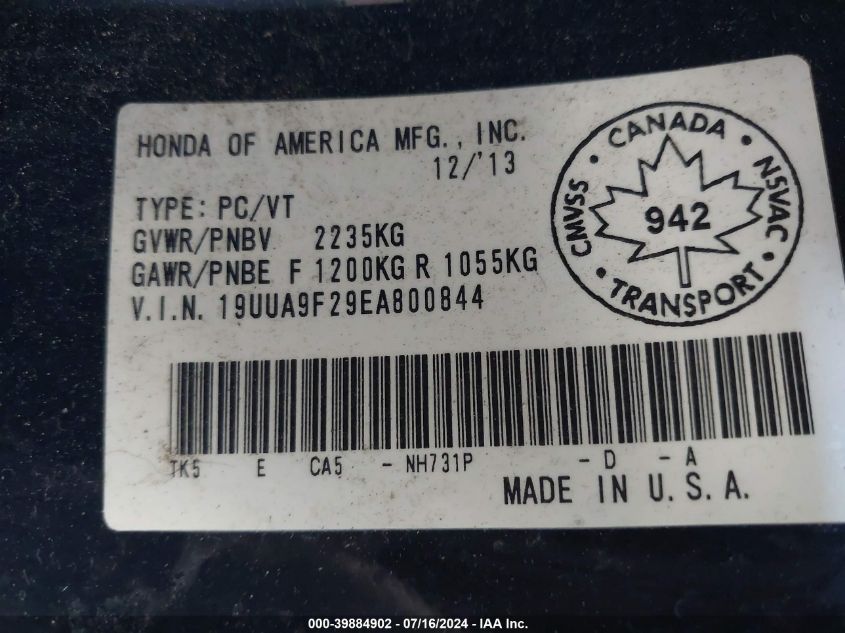 HONDA OF AMERICA MFG., INC.
12/'13
TYPE: PC/VT
GVWR/PNBV 2235KG
GAWR/PNBE F 1200KG R 1055KG
V.I.N. 19UUA9F29EA800844
CANADA
CMVSS • 942 • NSVAC
• TRANSPORT •
TK5 E CA5 - NH731P - D - A
MADE IN U.S.A.
000-39884902 - 07/16/2024 - IAA Inc.